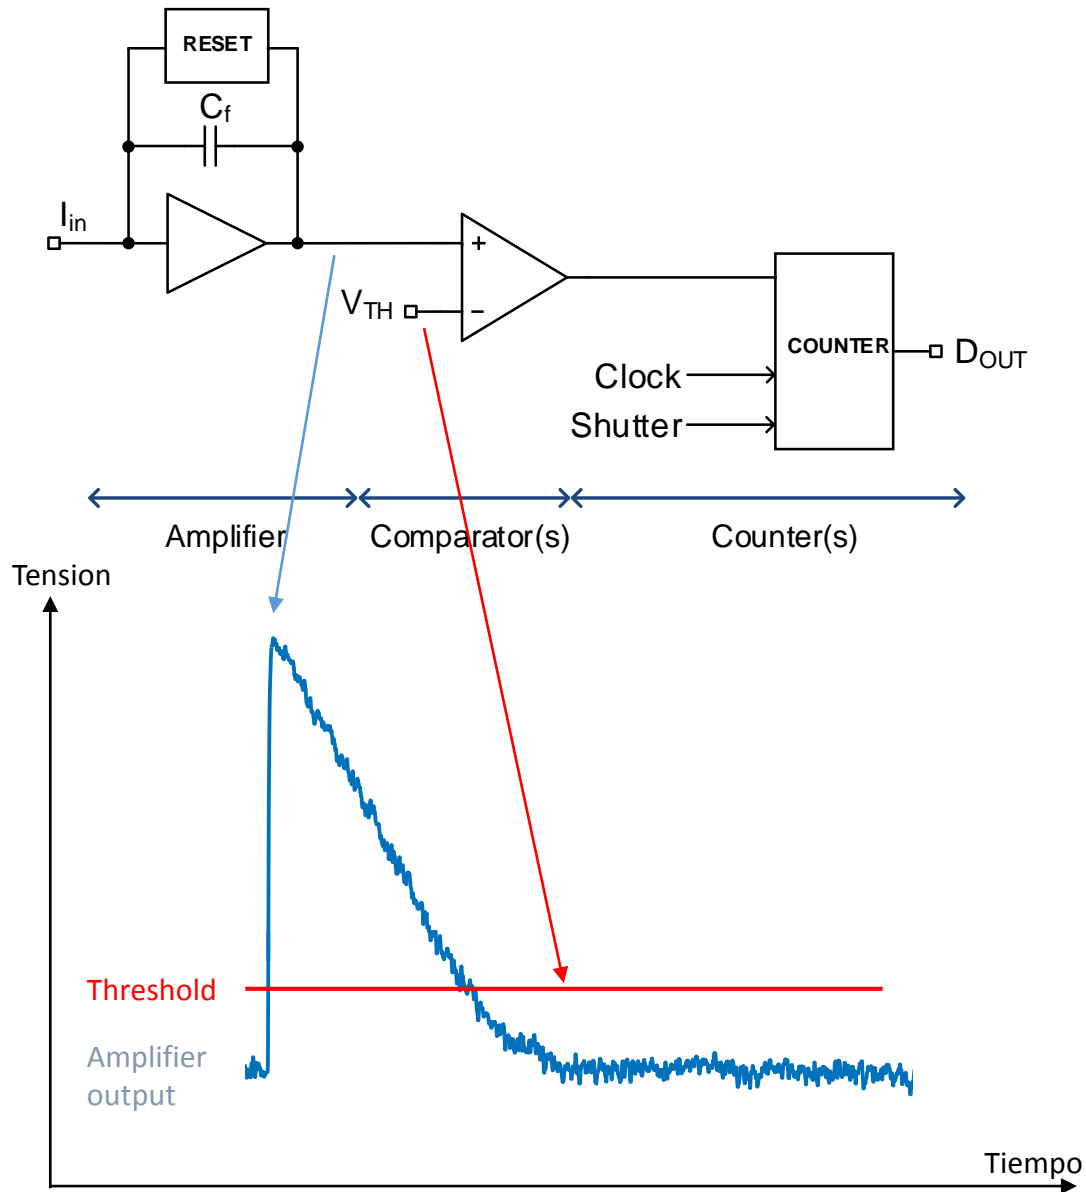 RESET
Cf
Iin
+
VTH
−
COUNTER
DOUT
Clock
Shutter
Amplifier
Comparator(s)
Counter(s)
Tension
Threshold
Amplifier
output
Tiempo